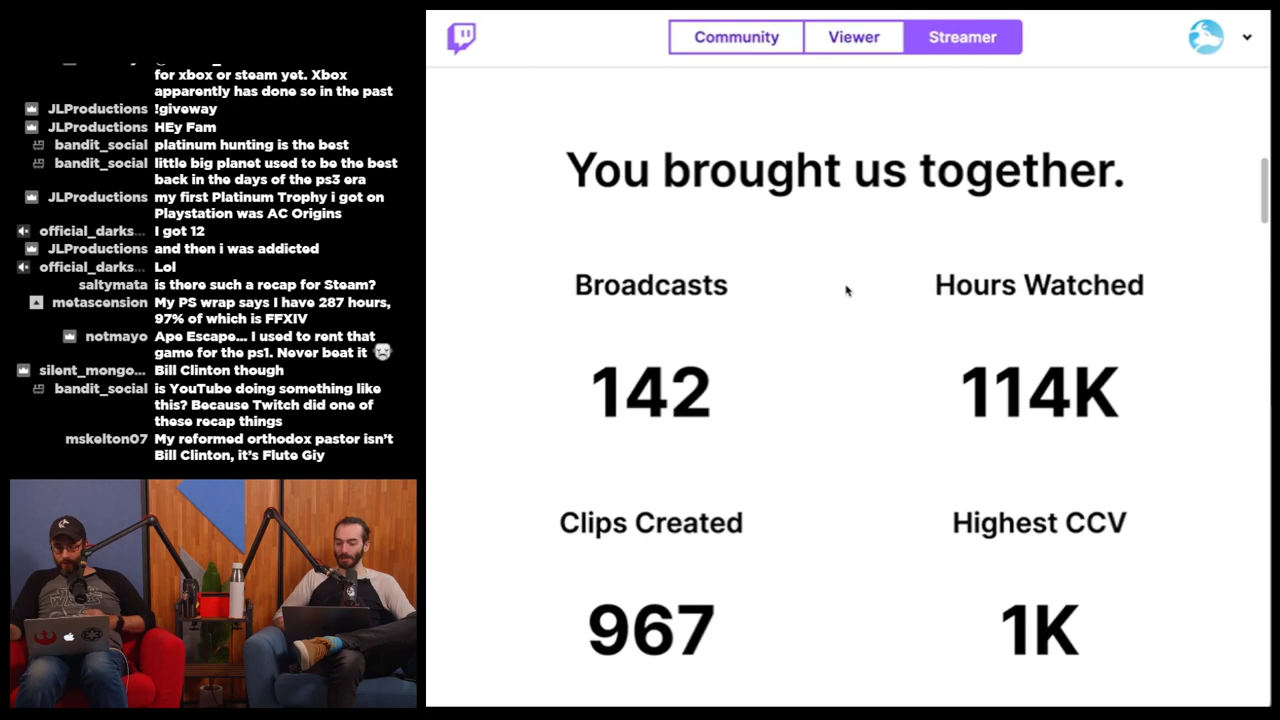 for xbox or steam yet. Xbox
apparently has done so in the past
JLProductions !giveway
JLProductions HEy Fam
bandit_social platinum hunting is the best
bandit_social little big planet used to be the best
back in the days of the ps3 era
JLProductions my first Platinum Trophy i got on
Playstation was AC Origins
official_darks... I got 12
JLProductions and then i was addicted
official_darks... Lol
saltymata is there such a recap for Steam?
metascension My PS wrap says I have 287 hours,
97% of which is FFXIV
notmayo Ape Escape... I used to rent that
game for the ps1. Never beat it
silent_mongo... Bill Clinton though
bandit_social is YouTube doing something like
this? Because Twitch did one of
these recap things
mskelton07 My reformed orthodox pastor isn't
Bill Clinton, it's Flute Giy
Community Viewer Streamer
You brought us together.
Broadcasts Hours Watched
142 114K
Clips Created Highest CCV
967 1K